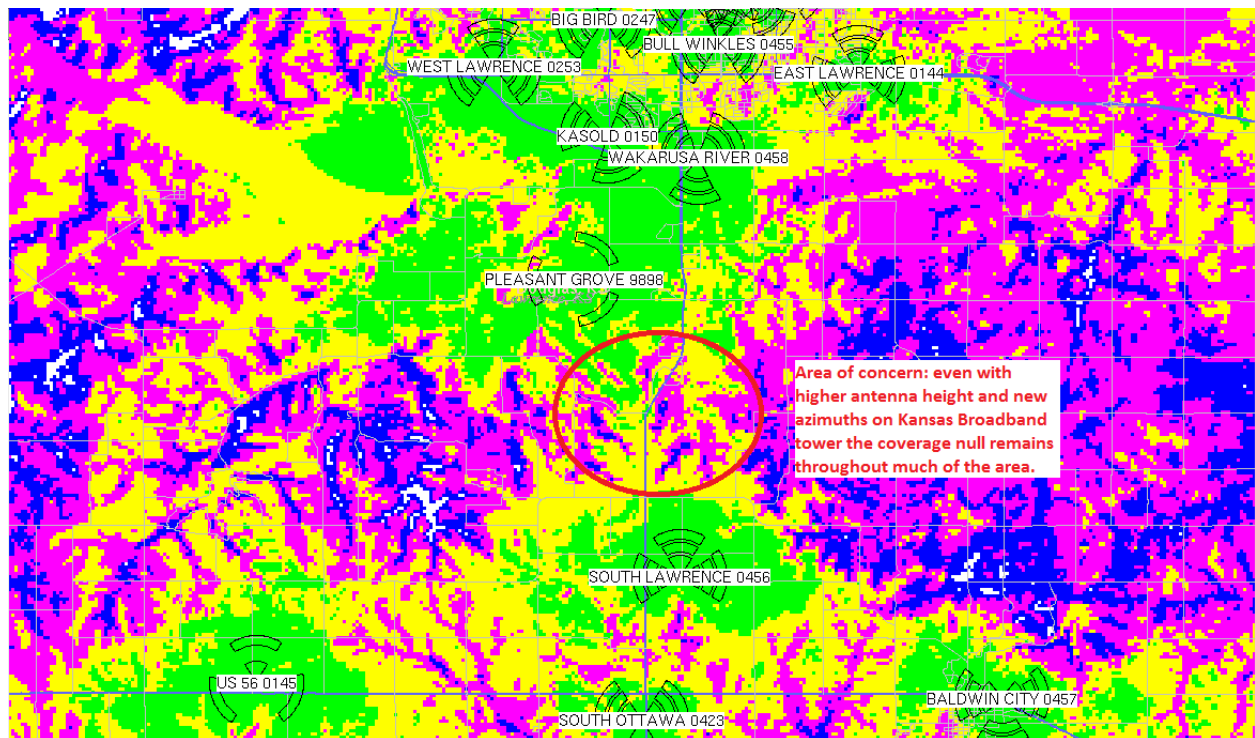 BIG BIRD 0247
BULL WINKLES 0455
WEST LAWRENCE 0253
EAST LAWRENCE 0144
KASOLD 0150
WAKARUSA RIVER 0458
PLEASANT GROVE 9898
Area of concern: even with
higher antenna height and new
azimuths on Kansas Broadband
tower the coverage null remains
throughout much of the area.
SOUTH LAWRENCE 0456
US 56 0145
BALDWIN CITY 0457
SOUTH OTTAWA 0423